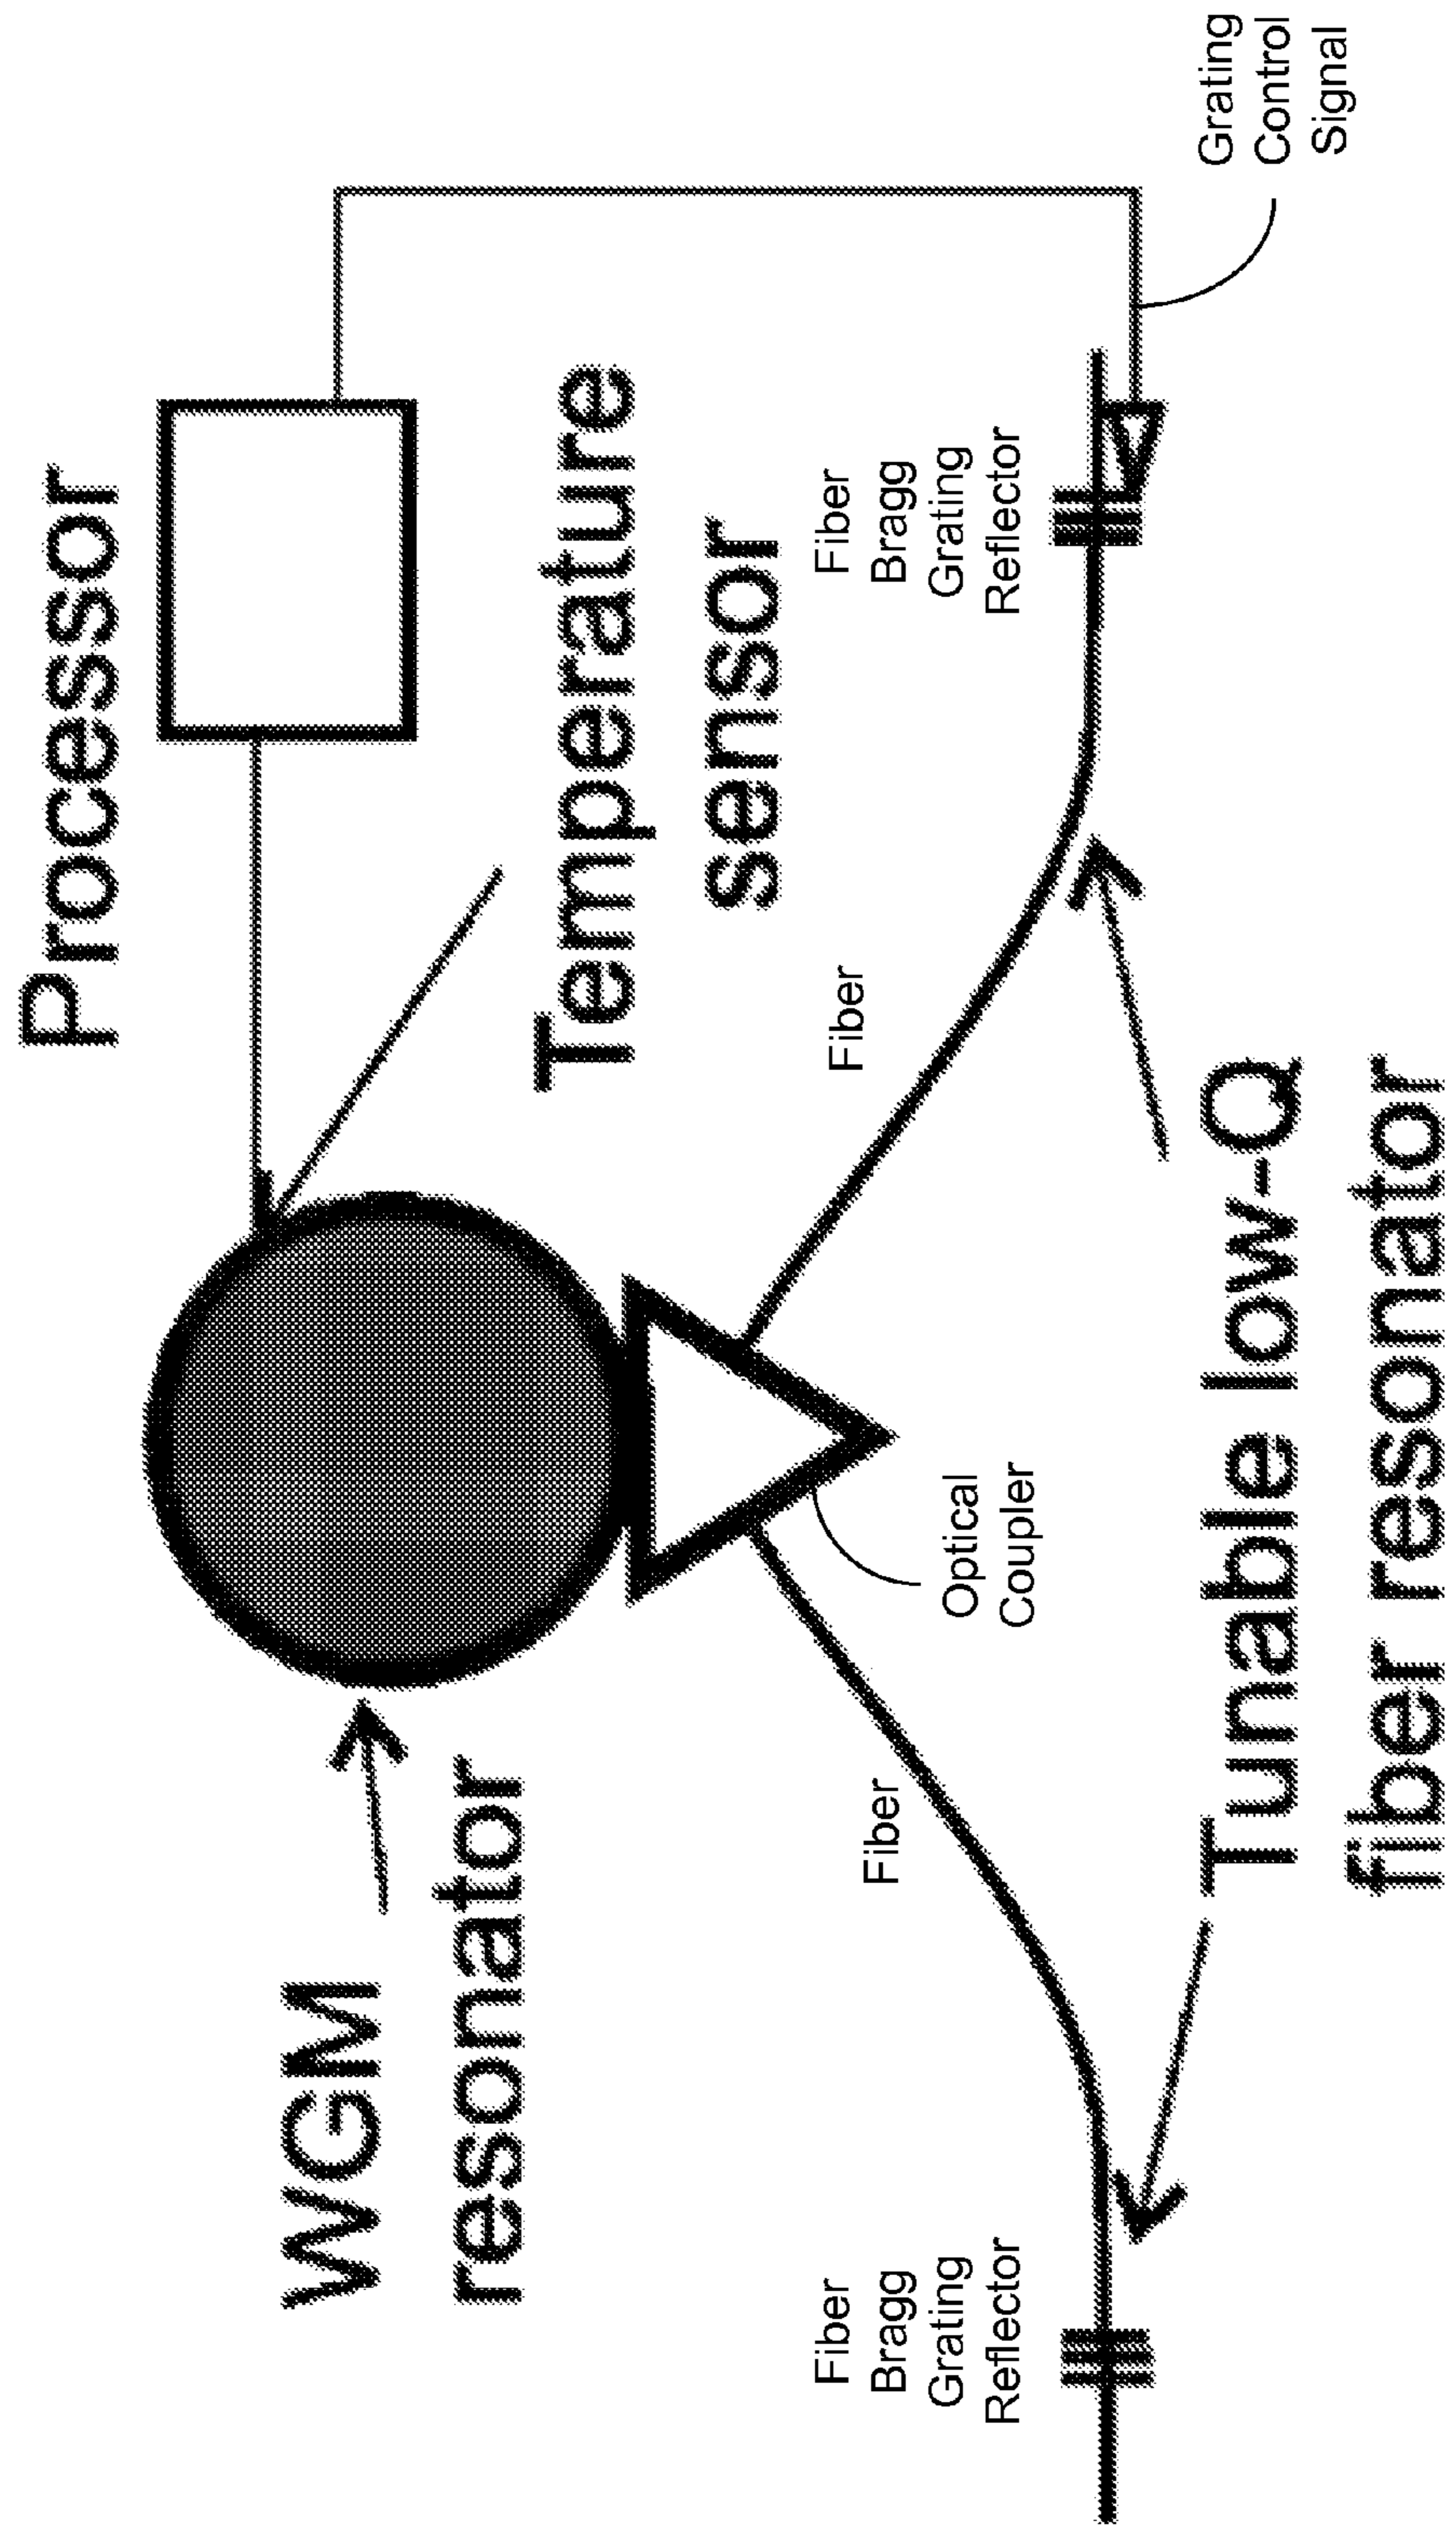 Processor
WGM
resonator
Temperature
sensor
Fiber
Bragg
Grating
Reflector
Fiber
Optical
Coupler
Fiber
Fiber
Bragg
Grating
Reflector
Tunable low-Q
fiber resonator
Grating
Control
Signal